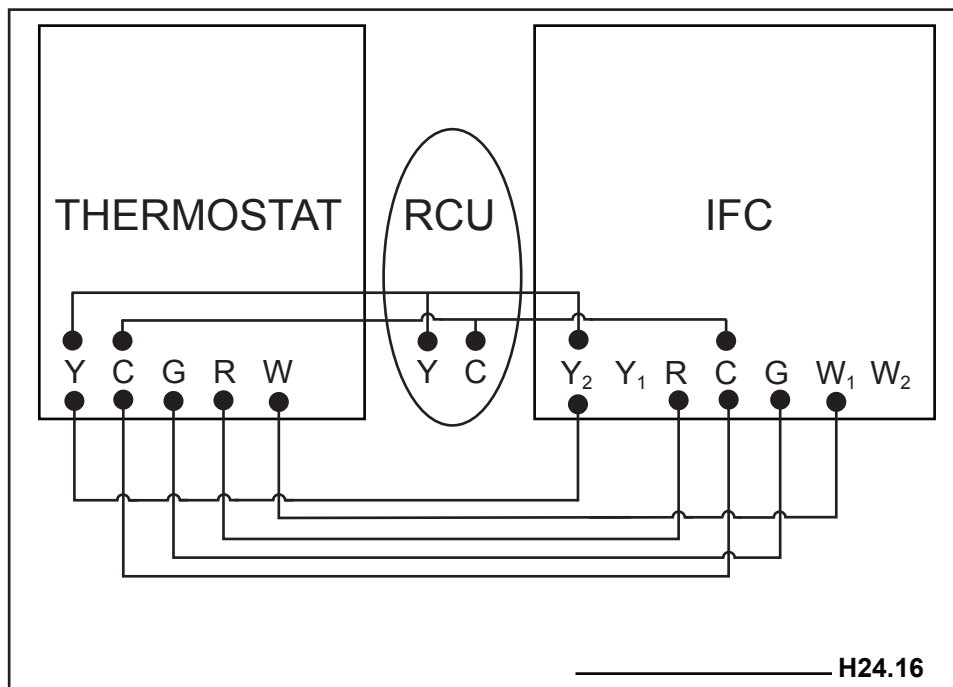 THERMOSTAT RCU IFC
Y C G R W Y C Y₂ Y₁ R C G W₁ W₂
H24.16